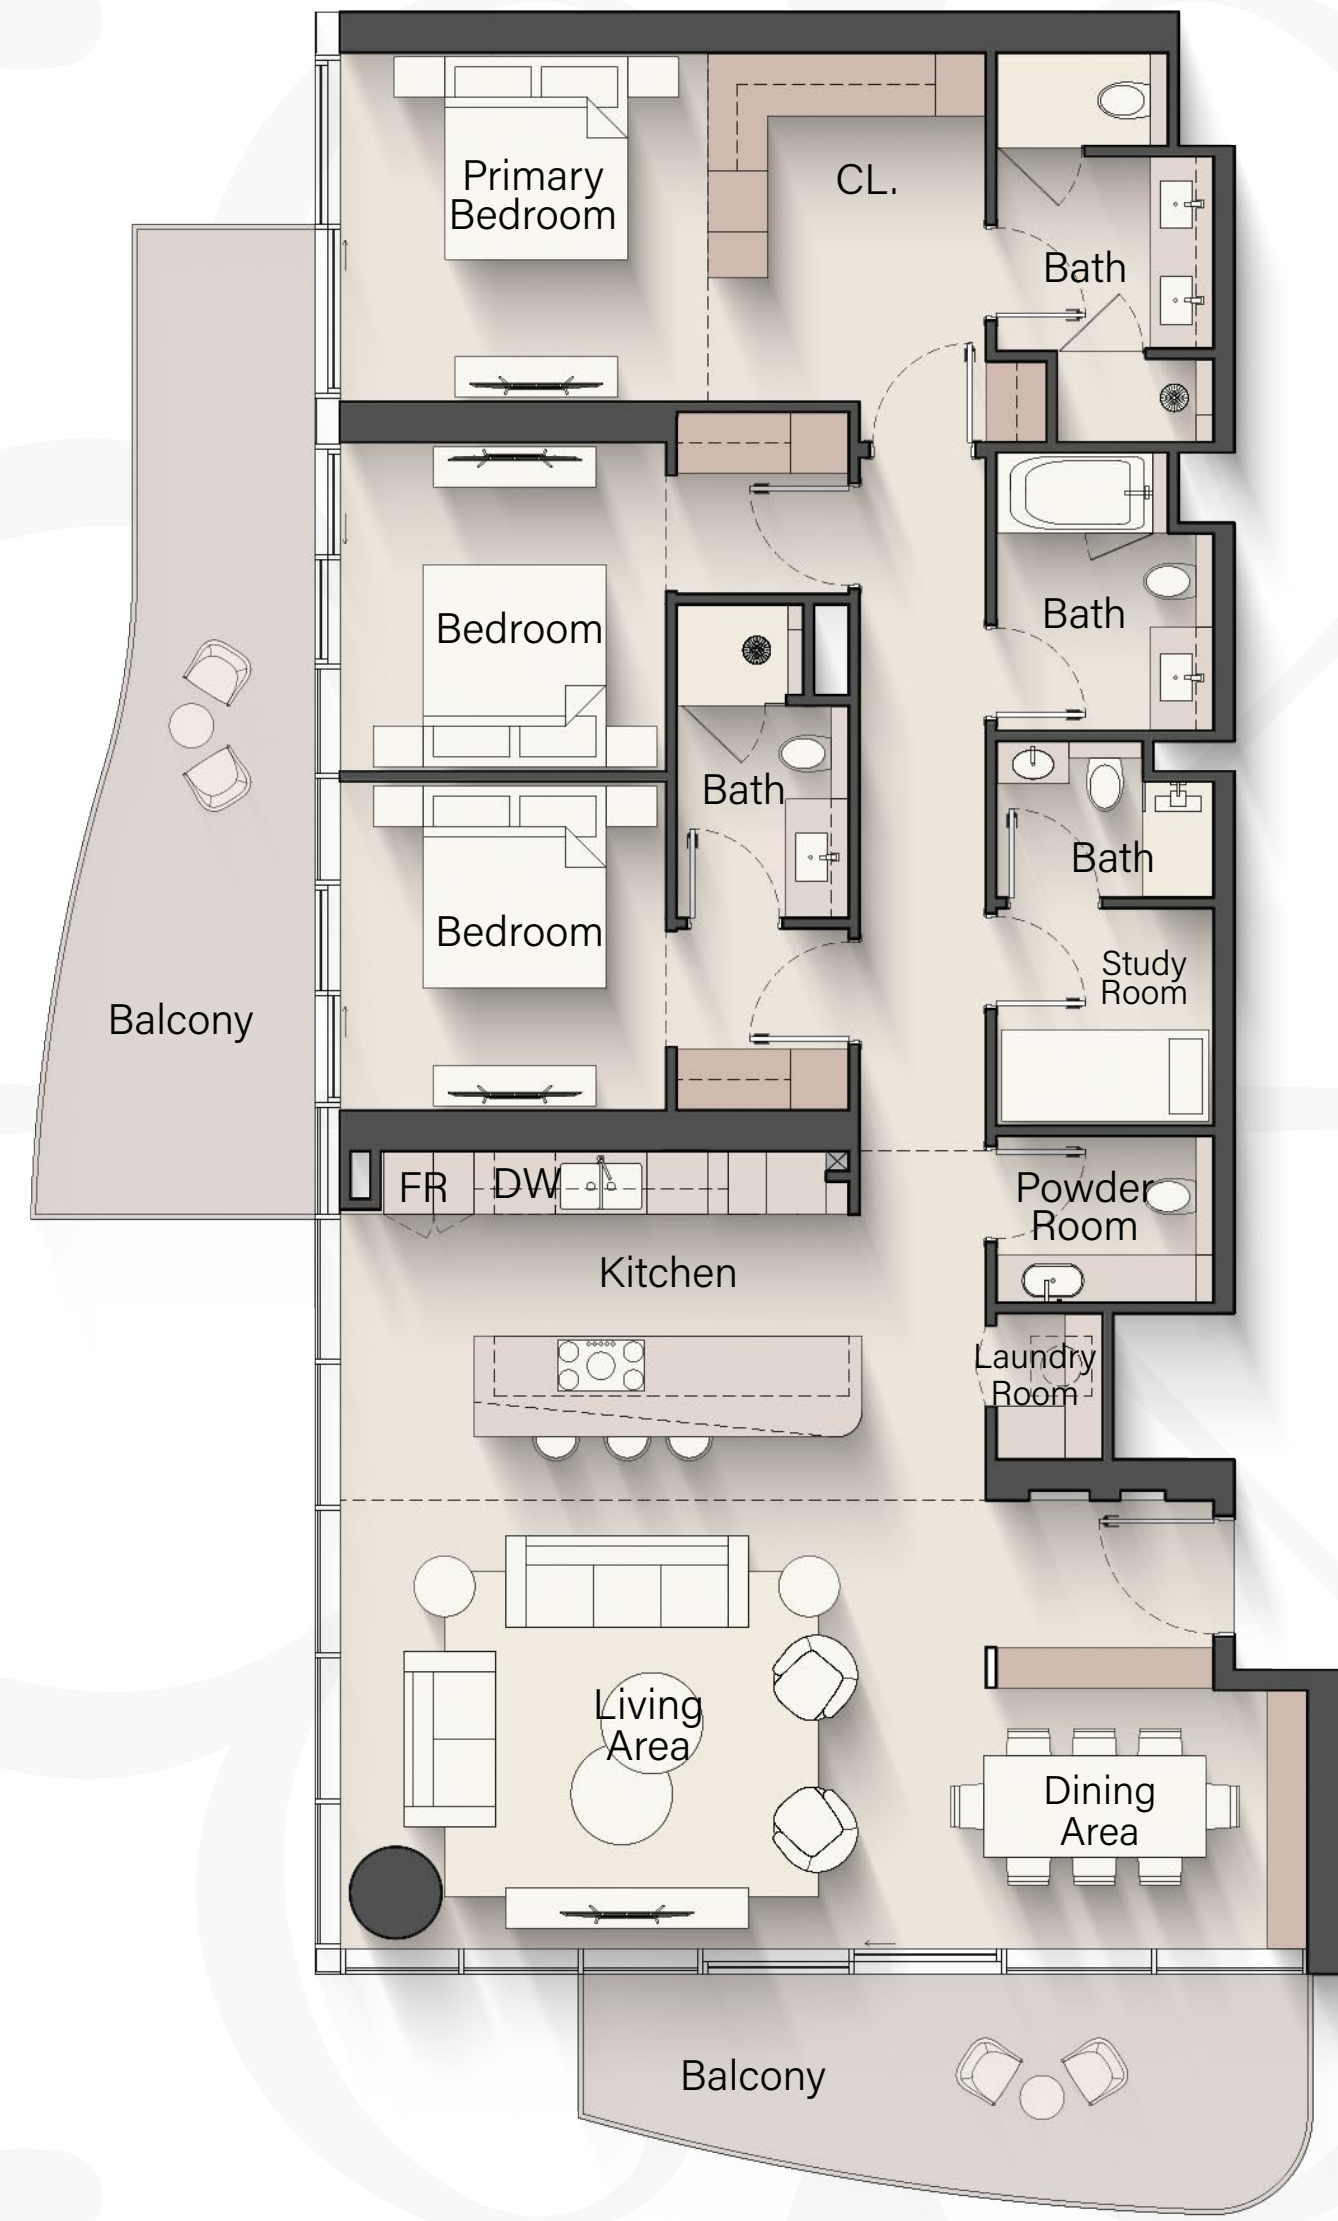 Primary
Bedroom
CL.
Bath
Bedroom
Bath
Bath
Bath
Bedroom
Study
Room
Balcony
FR
DW
Powder
Room
Kitchen
Laundry
Room
Living
Area
Dining
Area
Balcony